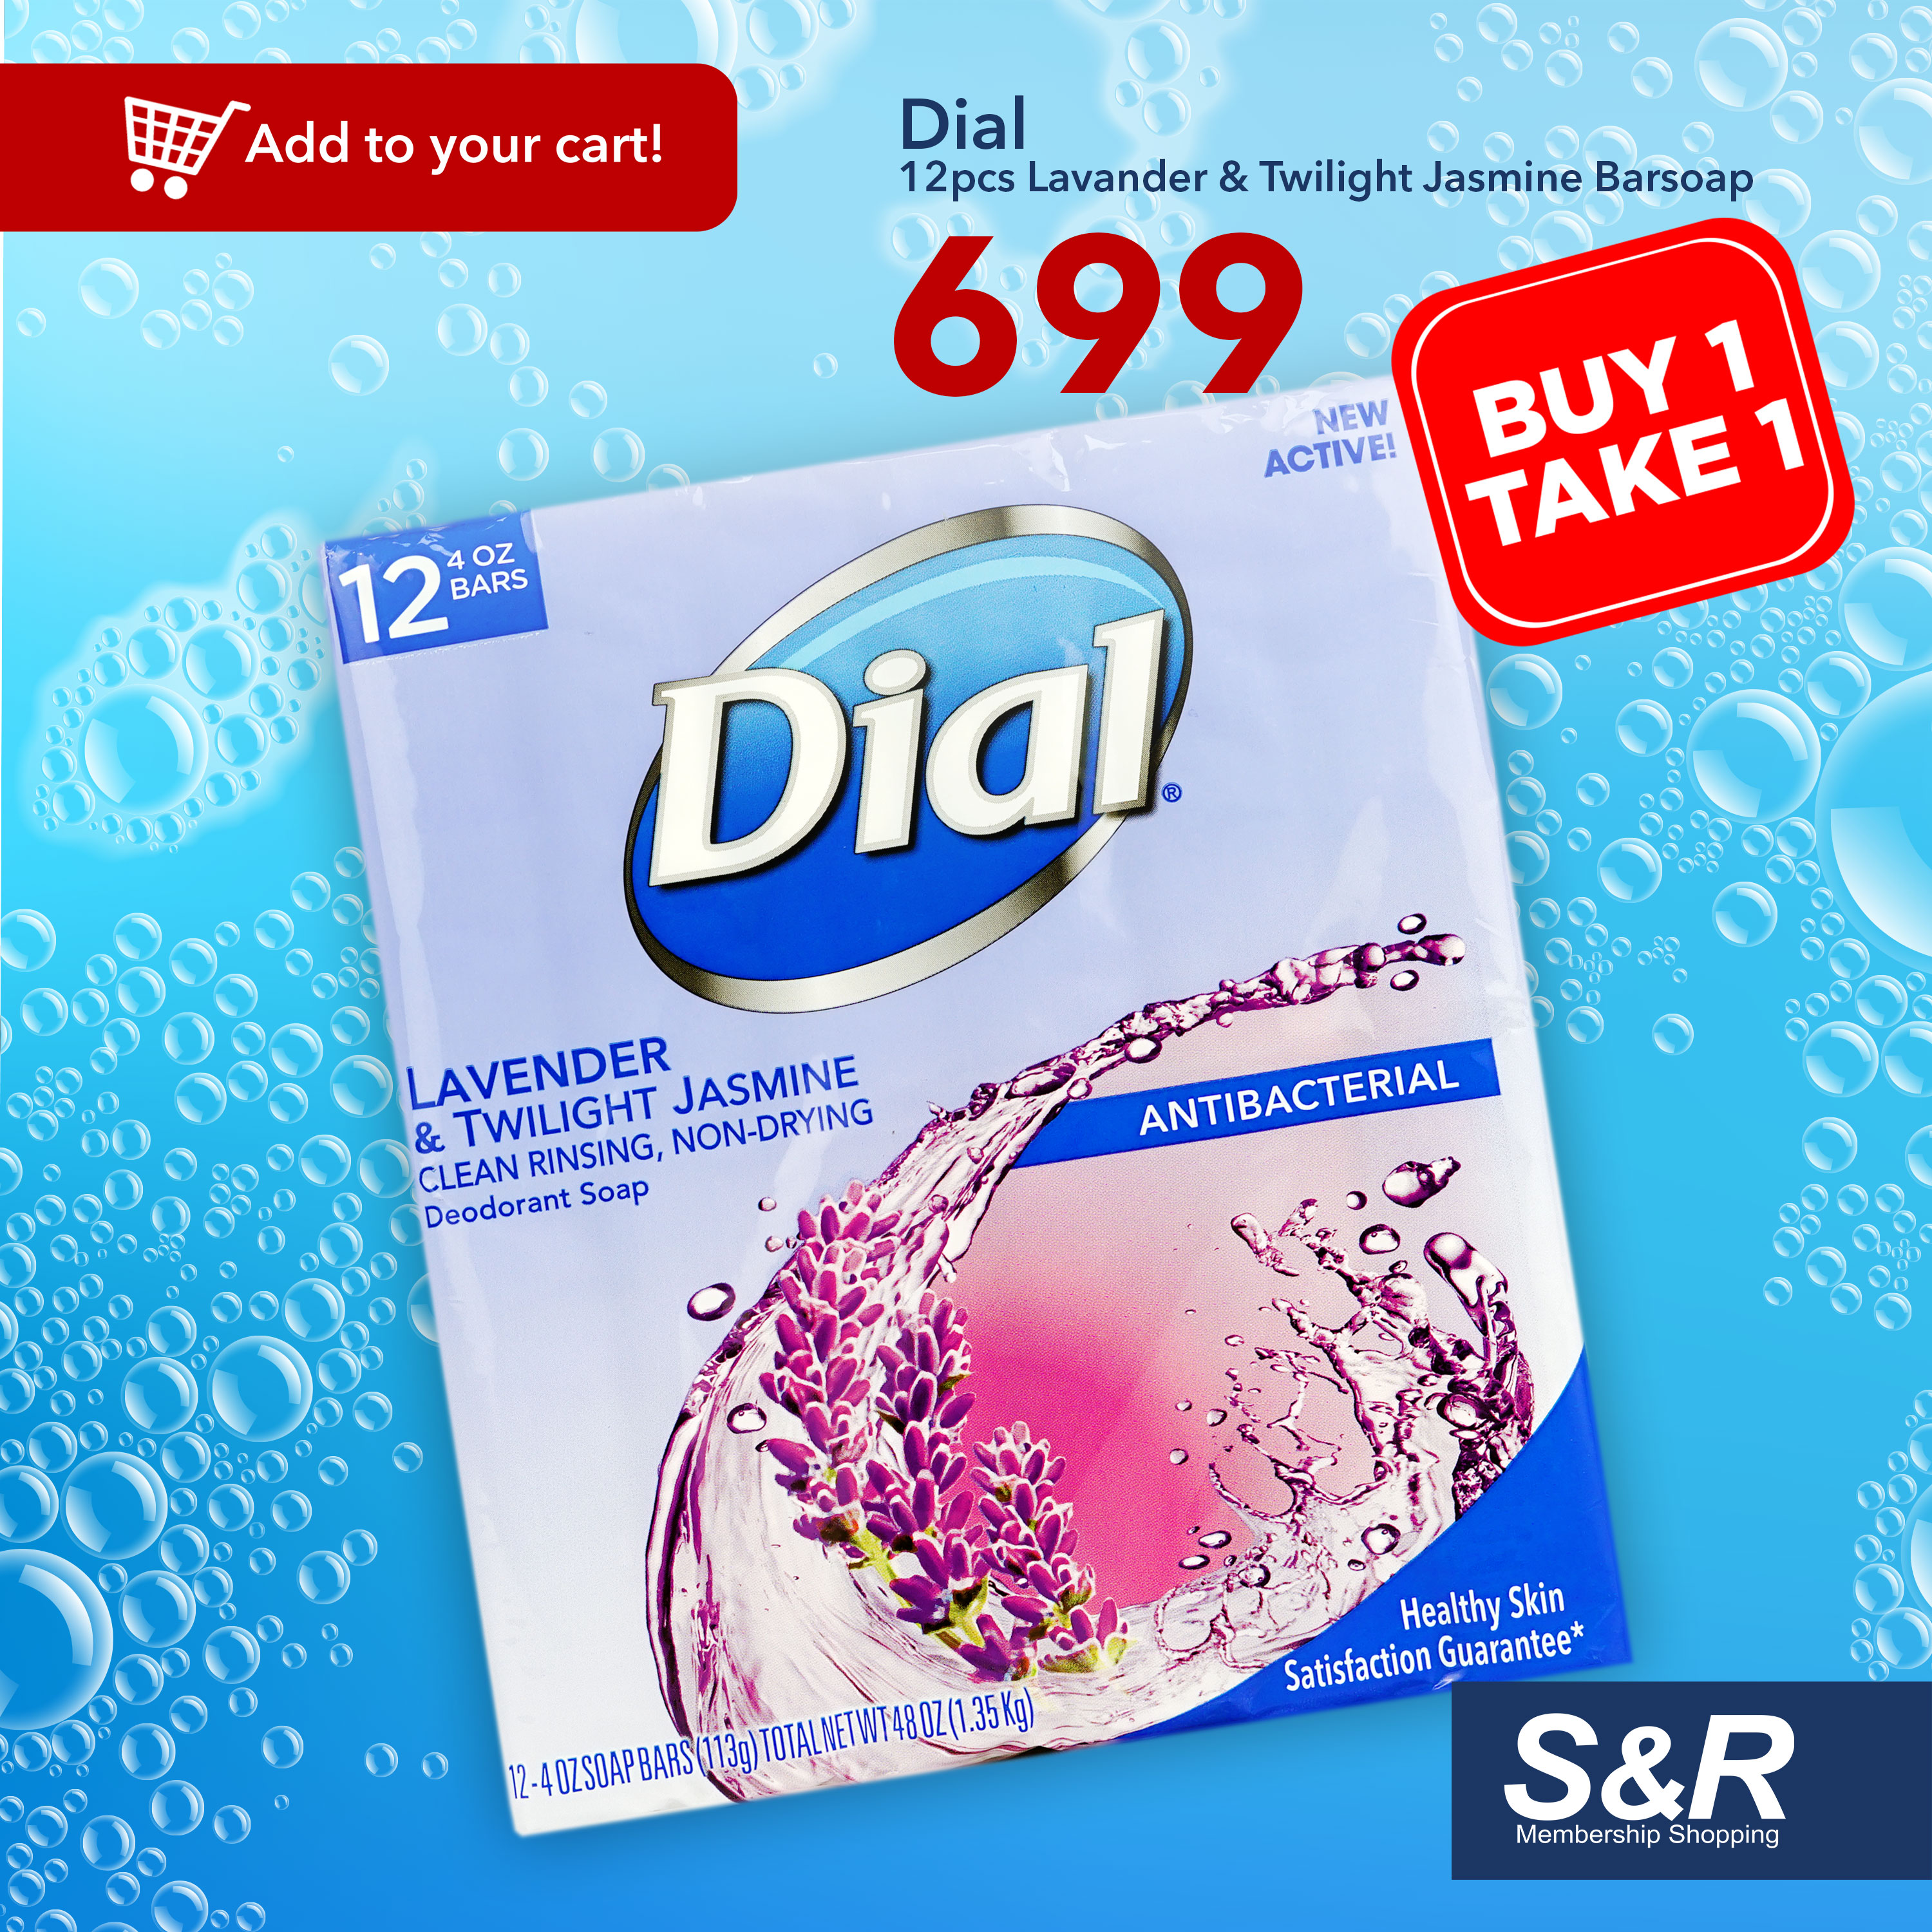 Add to your cart!
Dial
12pcs Lavander & Twilight Jasmine Barsoap
699
BUY 1
TAKE 1
NEW
ACTIVE!
12 4 OZ
BARS
Dial®
LAVENDER
& TWILIGHT JASMINE
CLEAN RINSING, NON-DRYING
Deodorant Soap
ANTIBACTERIAL
Healthy Skin
Satisfaction Guarantee*
12-4 OZ SOAP BARS (113g) TOTAL NET WT 48 OZ (1.35 Kg)
S&R
Membership Shopping